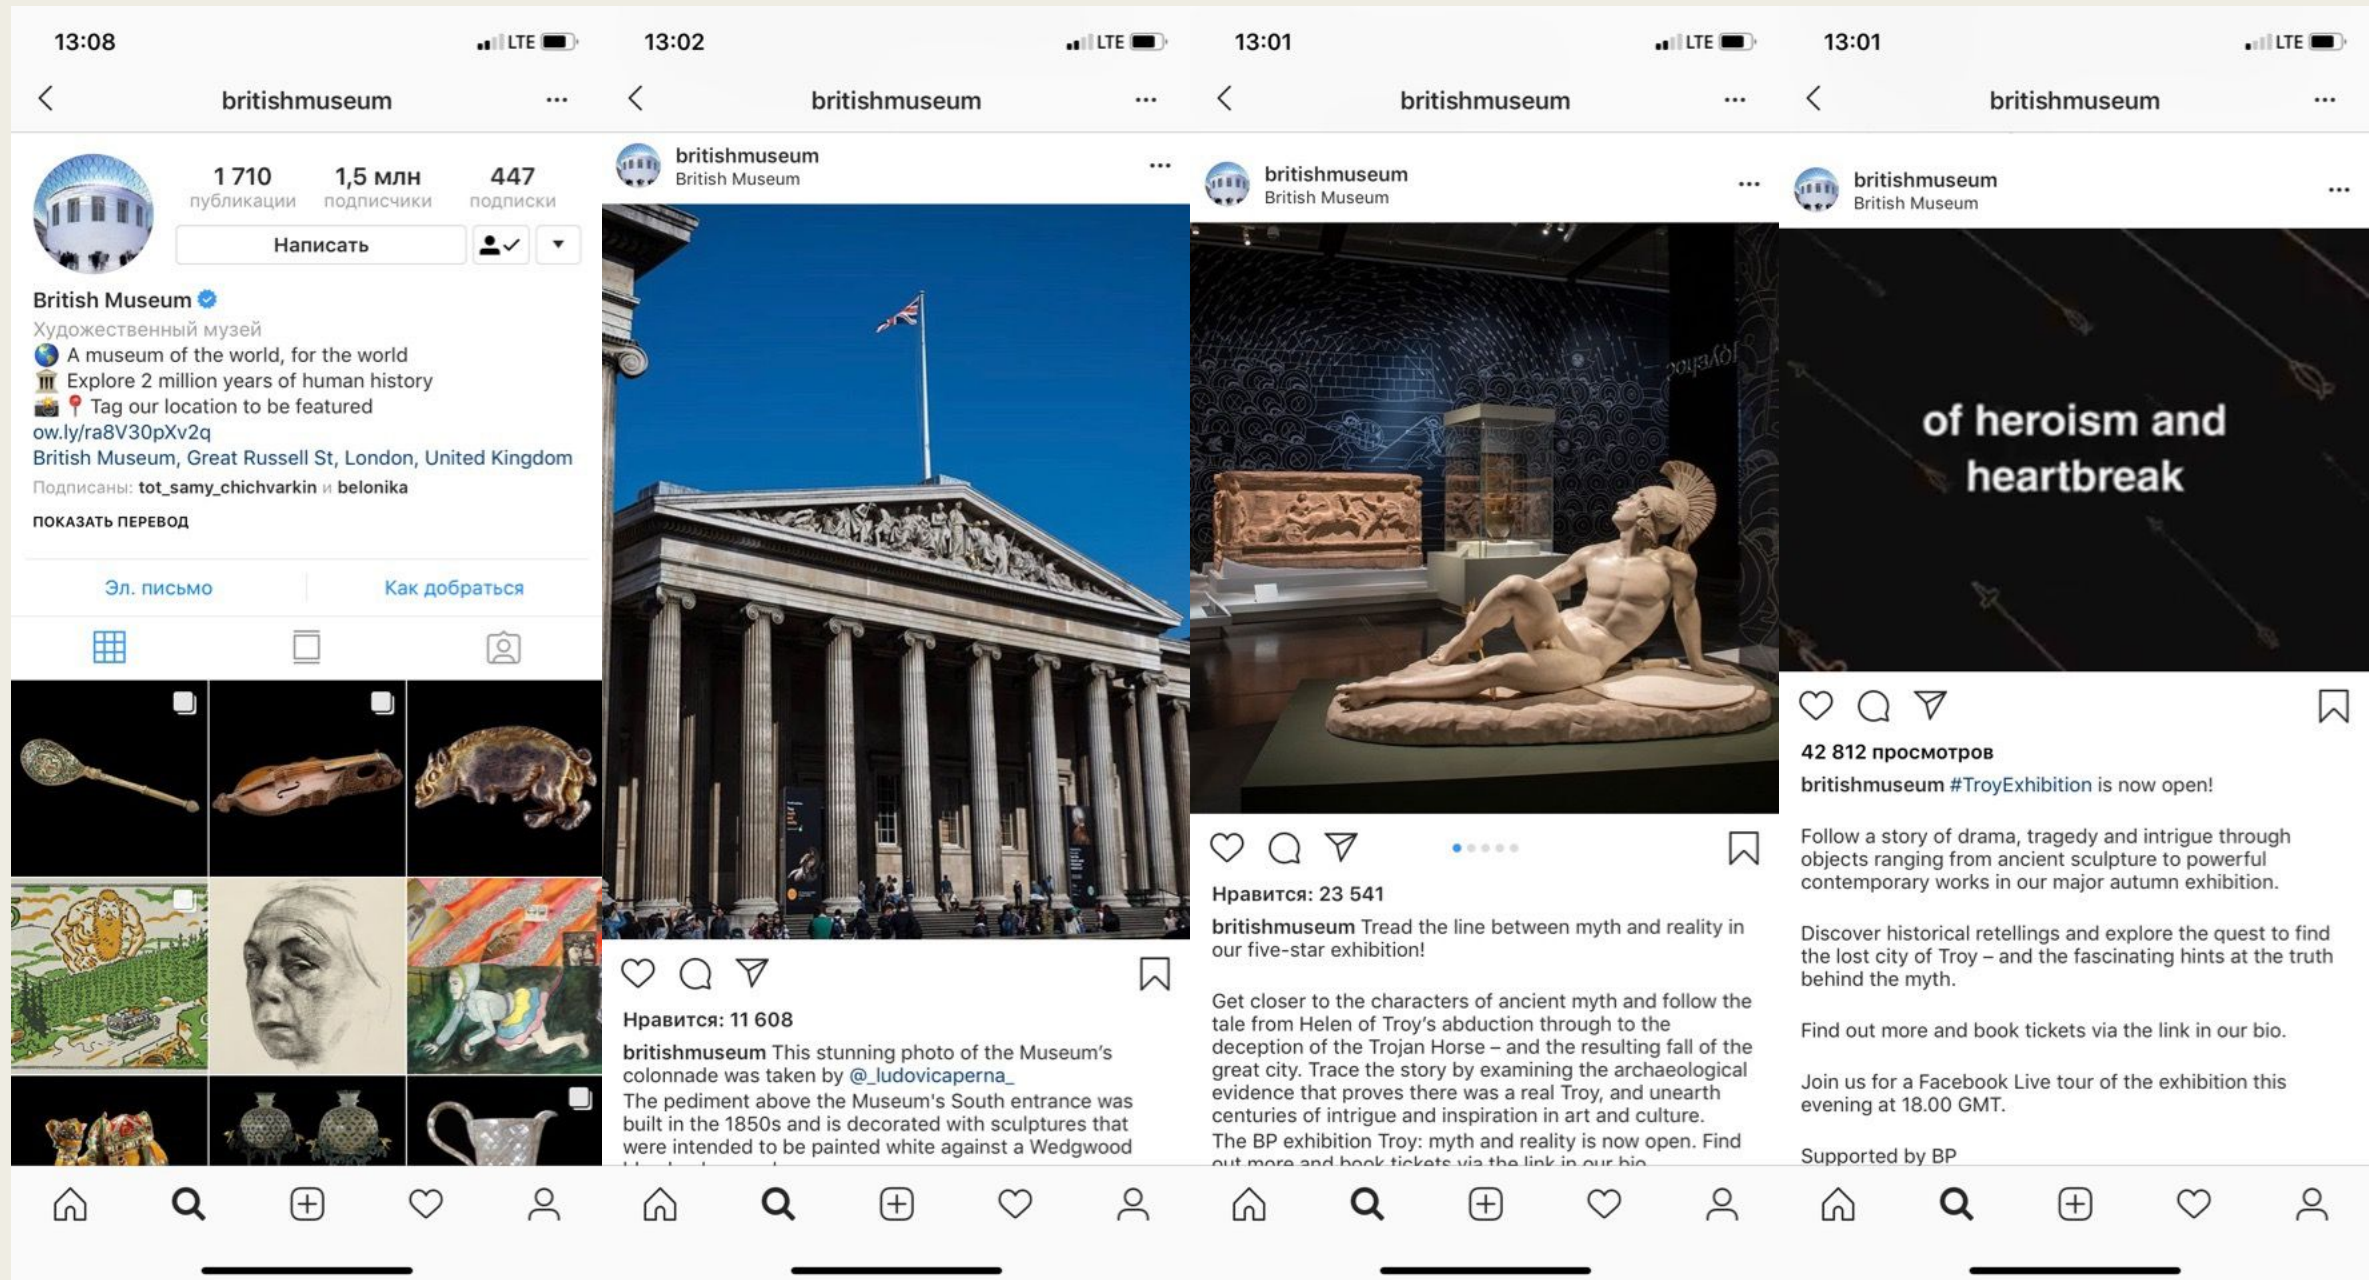 13:08
LTE
britishmuseum
1 710
1,5 млн
447
публикации
подписчики
подписки
Написать
British Museum
Художественный музей
A museum of the world, for the world
Explore 2 million years of human history
Tag our location to be featured
ow.ly/ra8V30pXv2q
British Museum, Great Russell St, London, United Kingdom
Подписаны: tot_samy_chichvarkin и belonika
ПОКАЗАТЬ ПЕРЕВОД
Эл. письмо
Как добраться
13:02
LTE
britishmuseum
britishmuseum
British Museum
Нравится: 11 608
britishmuseum This stunning photo of the Museum's
colonnade was taken by @_ludovicaperna_
The pediment above the Museum's South entrance was
built in the 1850s and is decorated with sculptures that
were intended to be painted white against a Wedgwood
13:01
LTE
britishmuseum
britishmuseum
British Museum
Нравится: 23 541
britishmuseum Tread the line between myth and reality in
our five-star exhibition!
Get closer to the characters of ancient myth and follow the
tale from Helen of Troy's abduction through to the
deception of the Trojan Horse – and the resulting fall of the
great city. Trace the story by examining the archaeological
evidence that proves there was a real Troy, and unearth
centuries of intrigue and inspiration in art and culture.
The BP exhibition Troy: myth and reality is now open. Find
out more and book tickets via the link in our bio
13:01
LTE
britishmuseum
britishmuseum
British Museum
of heroism and
heartbreak
42 812 просмотров
britishmuseum #TroyExhibition is now open!
Follow a story of drama, tragedy and intrigue through
objects ranging from ancient sculpture to powerful
contemporary works in our major autumn exhibition.
Discover historical retellings and explore the quest to find
the lost city of Troy – and the fascinating hints at the truth
behind the myth.
Find out more and book tickets via the link in our bio.
Join us for a Facebook Live tour of the exhibition this
evening at 18.00 GMT.
Supported by BP